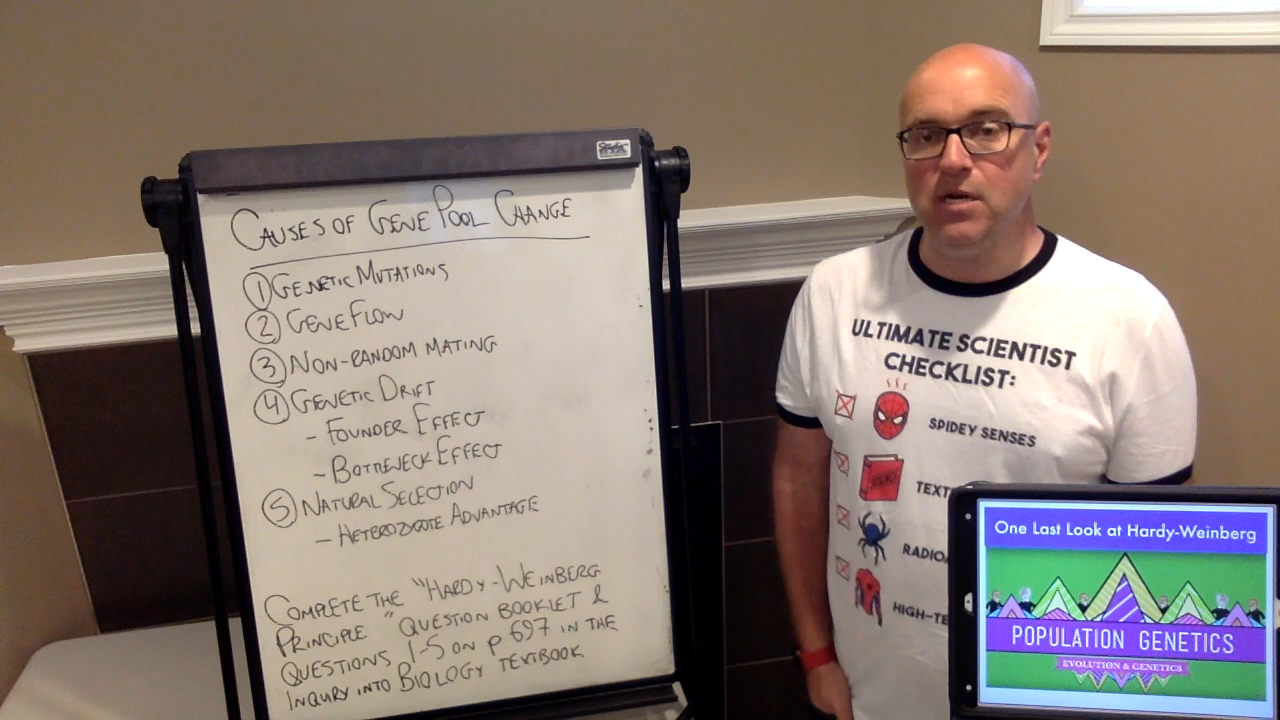 CAUSES OF GENE POOL CHANGE
① GENETIC MUTATIONS
② GENE FLOW
③ NON-RANDOM MATING
④ GENETIC DRIFT
- FOUNDER EFFECT
- BOTTLENECK EFFECT
⑤ NATURAL SELECTION
- HETEROZYGOTE ADVANTAGE
COMPLETE THE "HARDY-WEINBERG
PRINCIPLE" QUESTION BOOKLET &
QUESTIONS 1-5 ON P 697 IN THE
INQUIRY INTO BIOLOGY TEXTBOOK
ULTIMATE SCIENTIST
CHECKLIST:
SPIDEY SENSES
TEXT
RADIOA
HIGH-TE
One Last Look at Hardy-Weinberg
POPULATION GENETICS
EVOLUTION & GENETICS